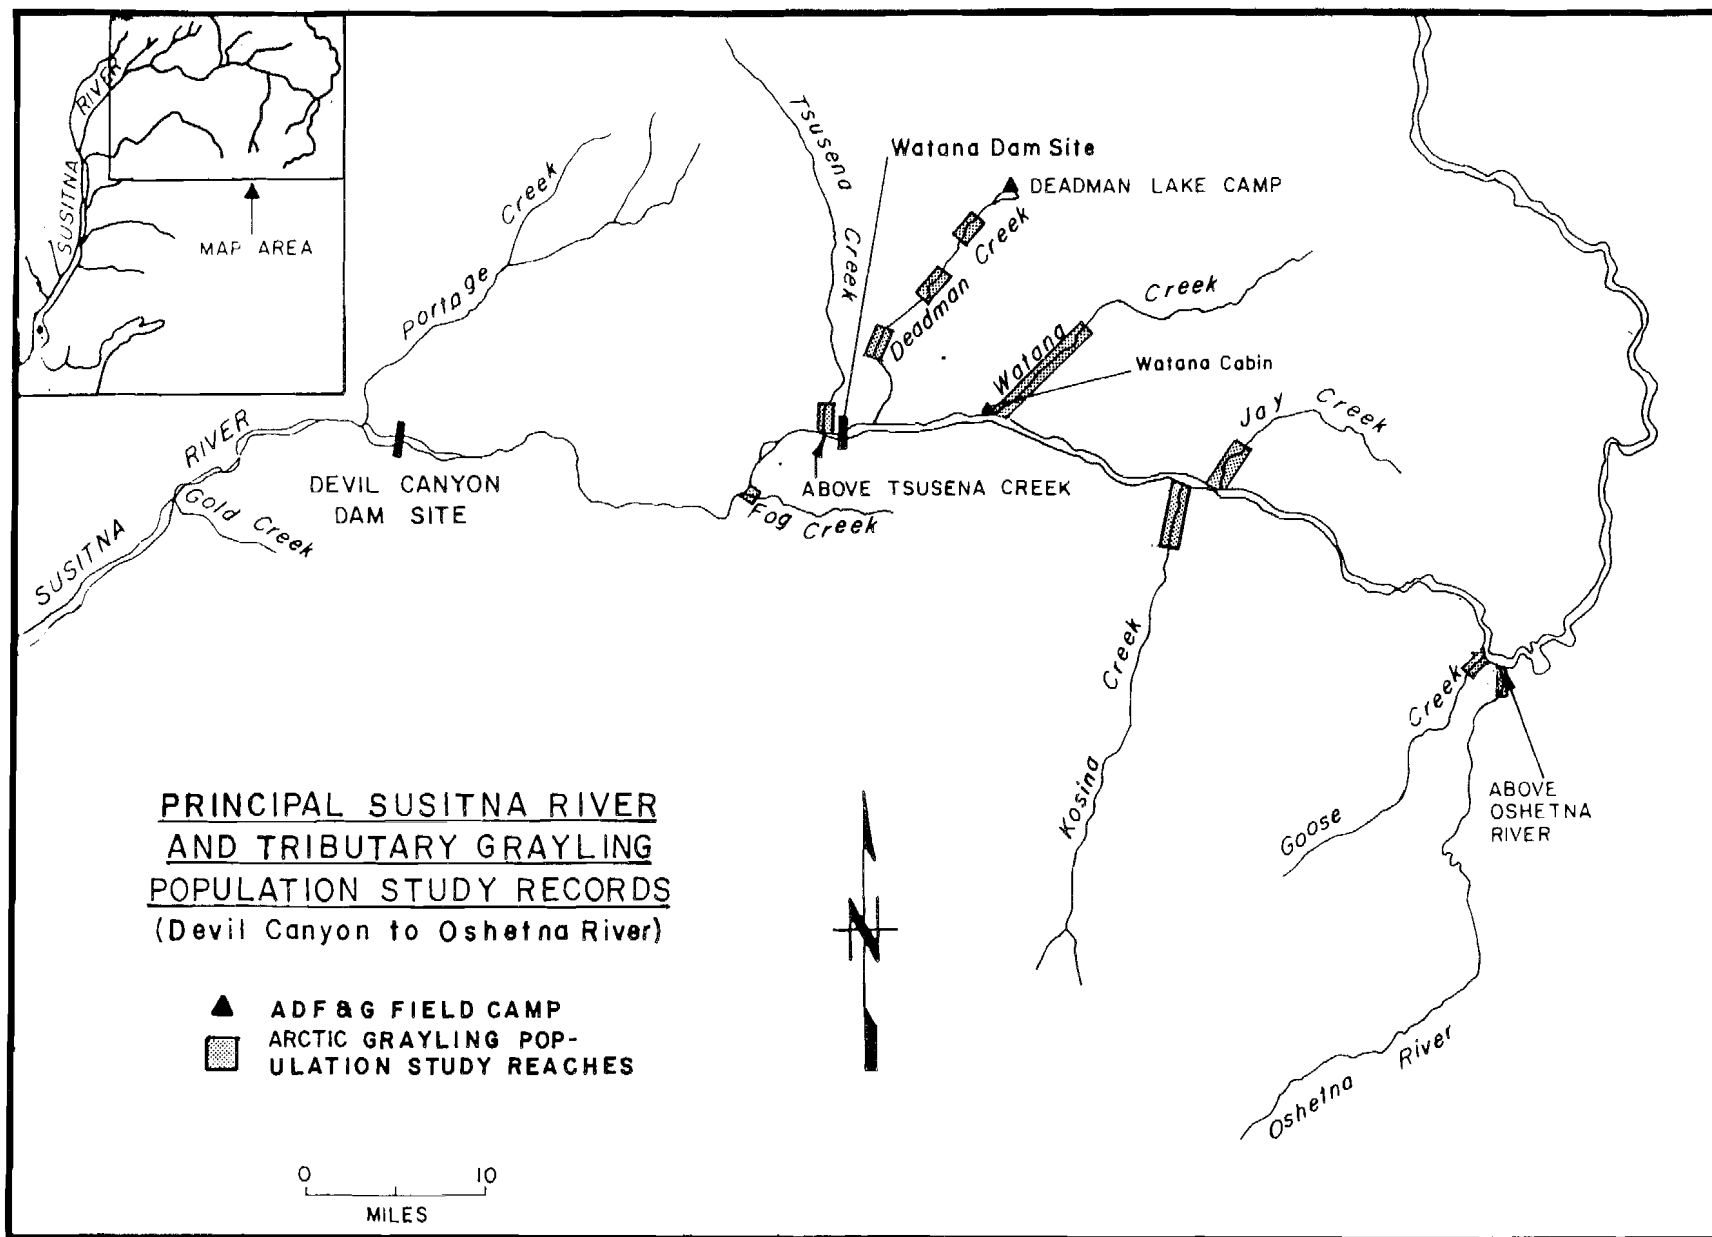 RIVER
SUSITNA
MAP AREA
Tsusena Creek
Watana Dam Site
DEADMAN LAKE CAMP
Portage Creek
Deadman Creek
Watana Creek
Watana Cabin
Jay Creek
SUSITNA RIVER
Gold Creek
DEVIL CANYON
DAM SITE
ABOVE TSUSENA CREEK
Fog Creek
Kosina Creek
Goose Creek
ABOVE
OSHETNA
RIVER
Oshetna River
PRINCIPAL SUSITNA RIVER
AND TRIBUTARY GRAYLING
POPULATION STUDY RECORDS
(Devil Canyon to Oshetna River)
N
ADF&G FIELD CAMP
ARCTIC GRAYLING POP-
ULATION STUDY REACHES
0 10
MILES